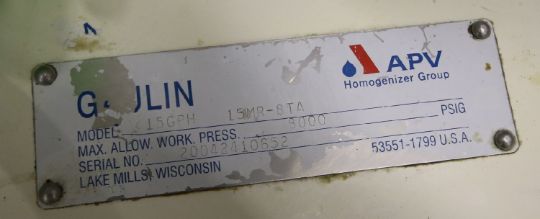 APV
Homogenizer Group
G ULIN
MODEL 15GPH 15MR-8TA
MAX. ALLOW. WORK. PRESS. 8000 PSIG
SERIAL NO. 20042410652
LAKE MILLS, WISCONSIN 53551-1799 U.S.A.